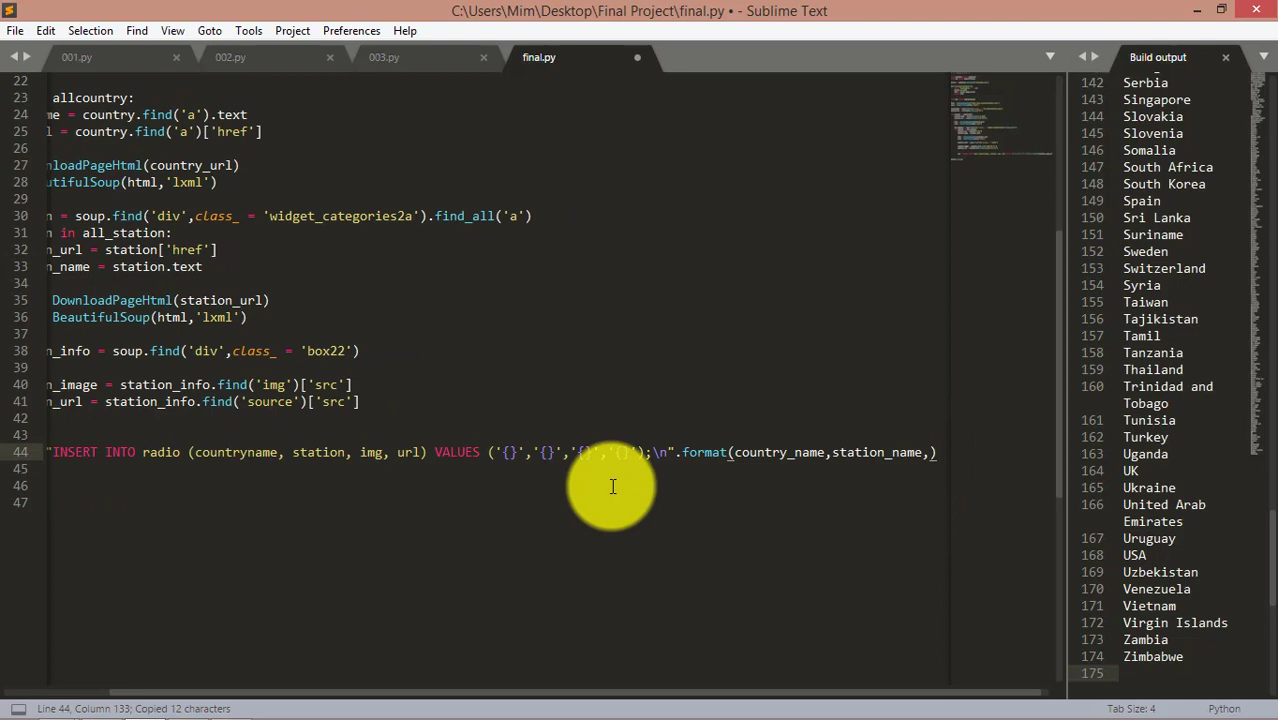 C:\Users\Mim\Desktop\Final Project\final.py • - Sublime Text
File Edit Selection Find View Goto Tools Project Preferences Help
001.py 002.py 003.py final.py
22
23 allcountry:
24 me = country.find('a').text
25 l = country.find('a')['href']
26
27 nloadPageHtml(country_url)
28 utifulSoup(html,'lxml')
29
30 n = soup.find('div',class_ = 'widget_categories2a').find_all('a')
31 n in all_station:
32 n_url = station['href']
33 n_name = station.text
34
35 DownloadPageHtml(station_url)
36 BeautifulSoup(html,'lxml')
37
38 n_info = soup.find('div',class_ = 'box22')
39
40 n_image = station_info.find('img')['src']
41 n_url = station_info.find('source')['src']
42
43
44 "INSERT INTO radio (countryname, station, img, url) VALUES ('{}','{}','{}','{}');\n".format(country_name,station_name,)
45
46
47
Build output
142 Serbia
143 Singapore
144 Slovakia
145 Slovenia
146 Somalia
147 South Africa
148 South Korea
149 Spain
150 Sri Lanka
151 Suriname
152 Sweden
153 Switzerland
154 Syria
155 Taiwan
156 Tajikistan
157 Tamil
158 Tanzania
159 Thailand
160 Trinidad and
Tobago
161 Tunisia
162 Turkey
163 Uganda
164 UK
165 Ukraine
166 United Arab
Emirates
167 Uruguay
168 USA
169 Uzbekistan
170 Venezuela
171 Vietnam
172 Virgin Islands
173 Zambia
174 Zimbabwe
175
Line 44, Column 133; Copied 12 characters
Tab Size: 4 Python